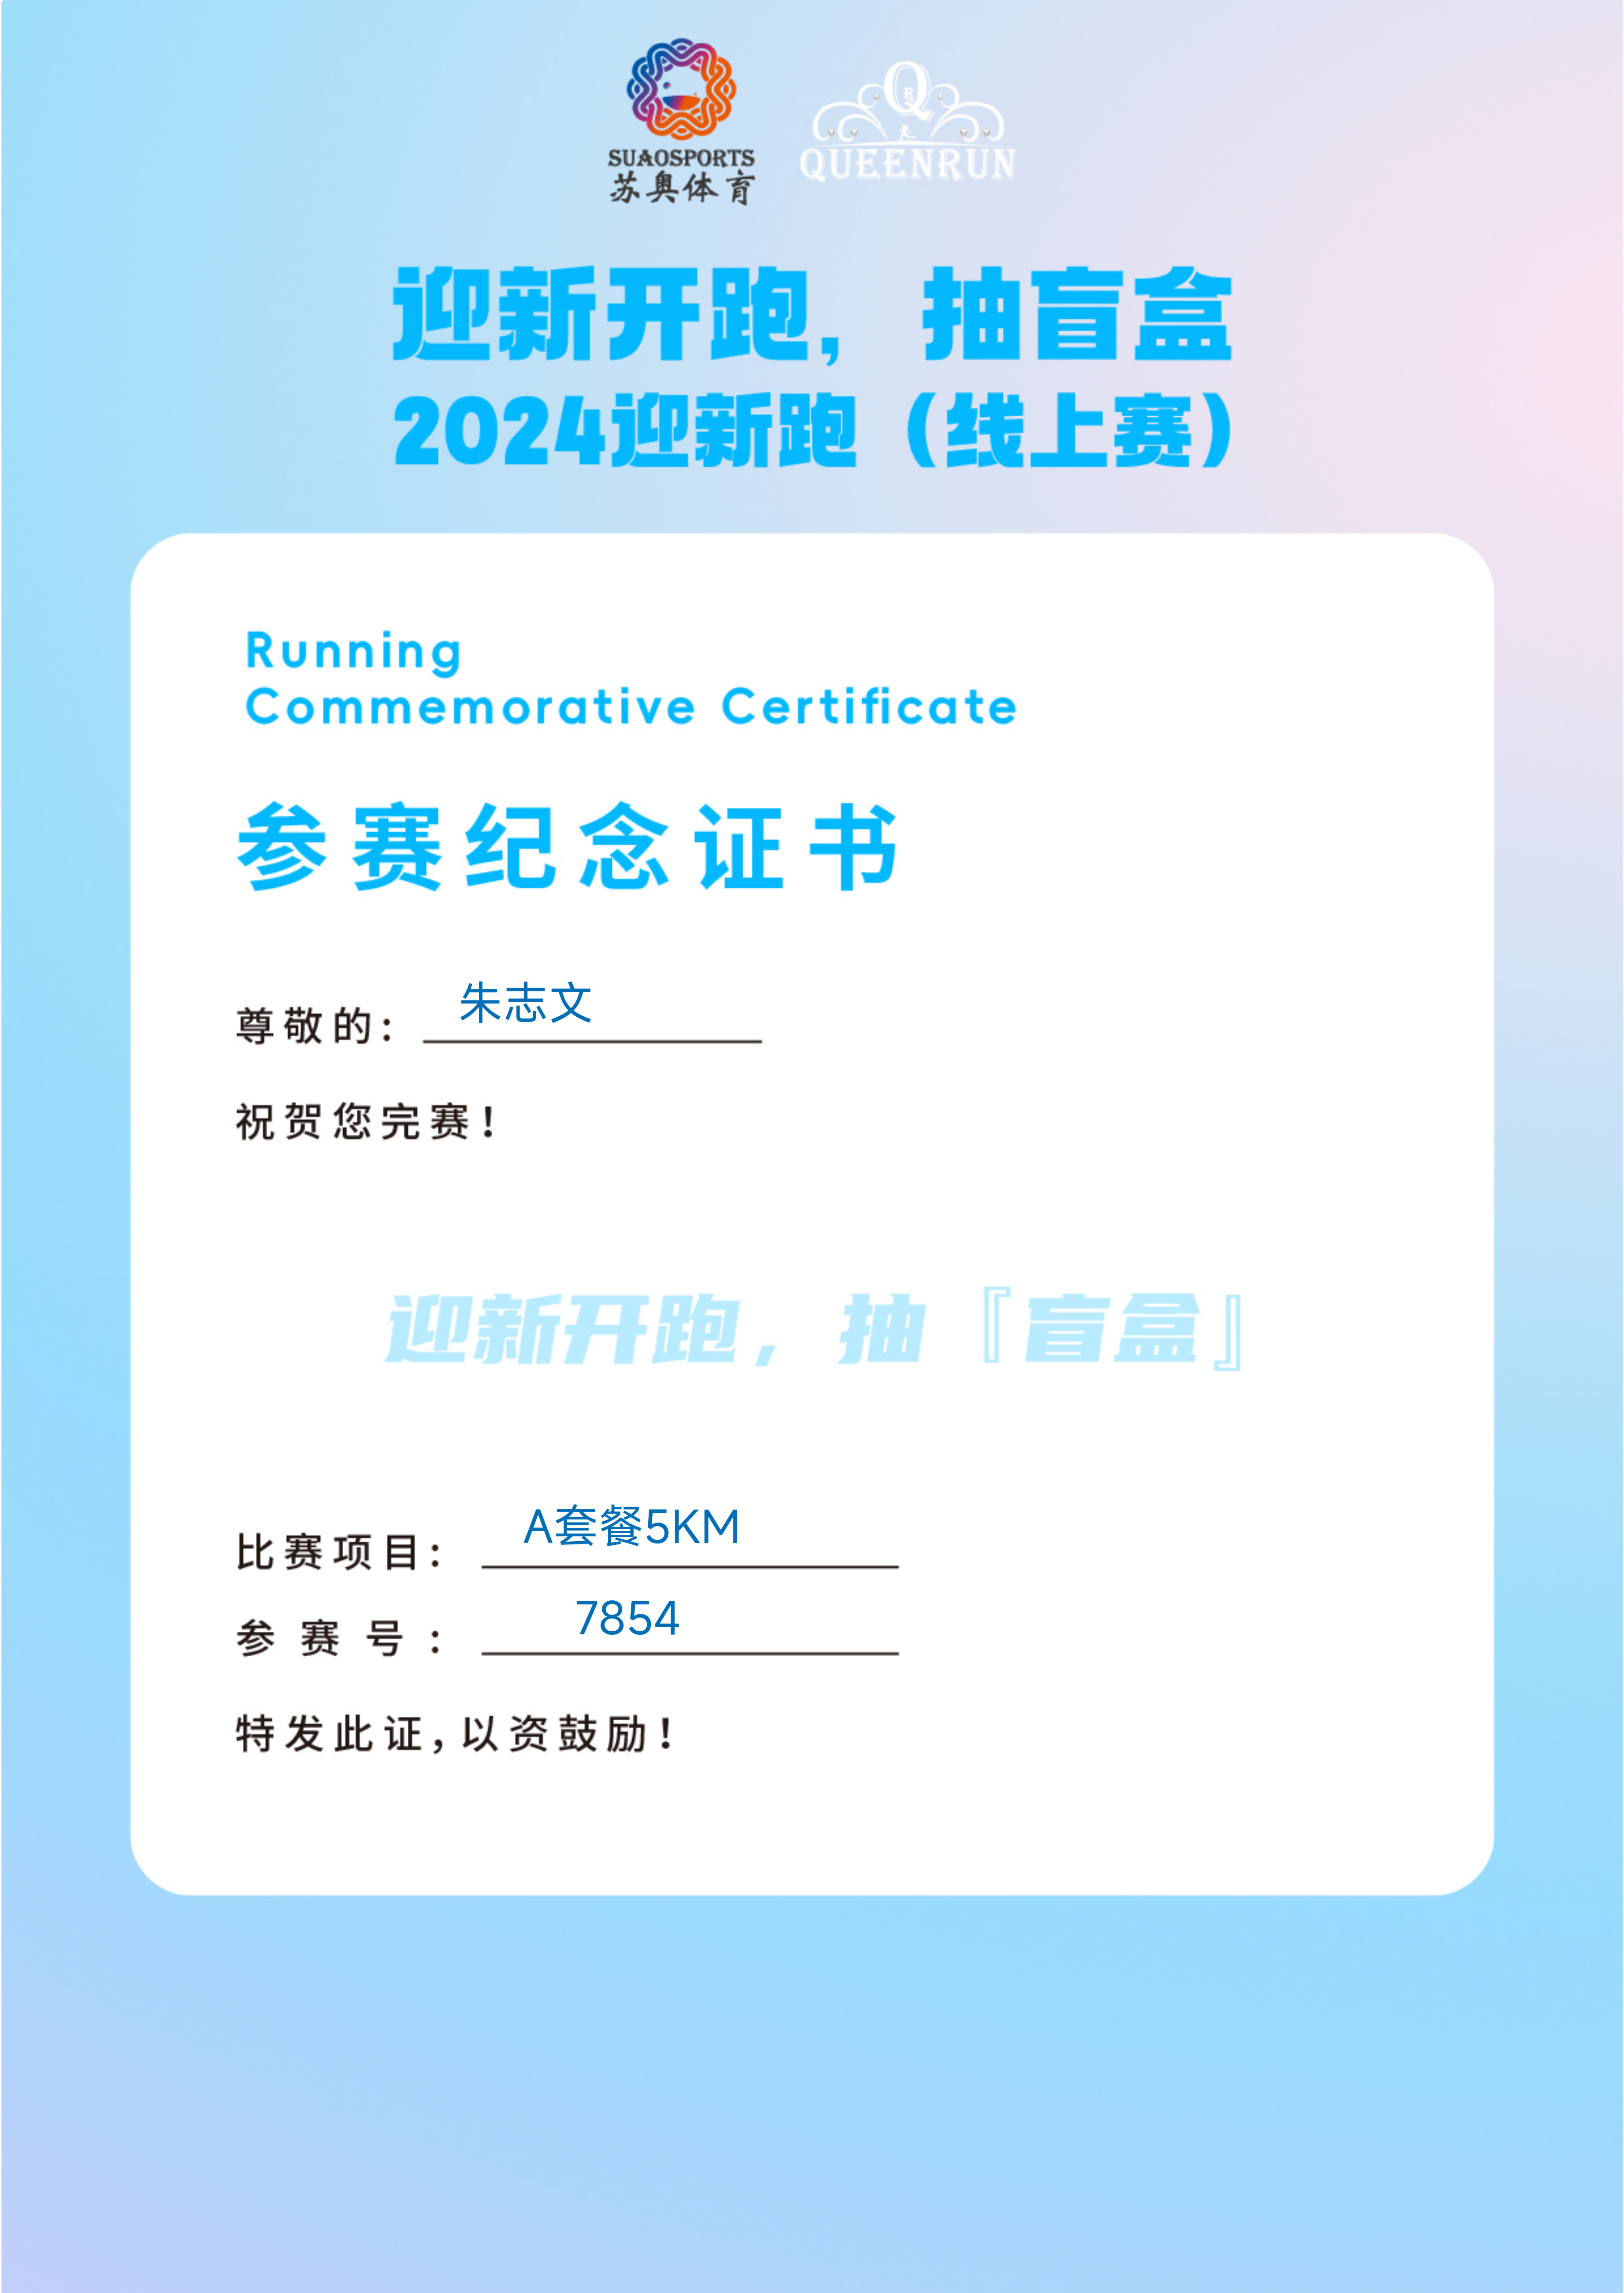 SUAOSPORTS
苏奥体育
QUEENRUN
迎新开跑，抽盲盒
2024迎新跑（线上赛）
Running
Commemorative Certificate
参赛纪念证书
尊敬的：朱志文
祝贺您完赛！
迎新开跑，抽『盲盒』
比赛项目：A套餐5KM
参赛号：7854
特发此证，以资鼓励！